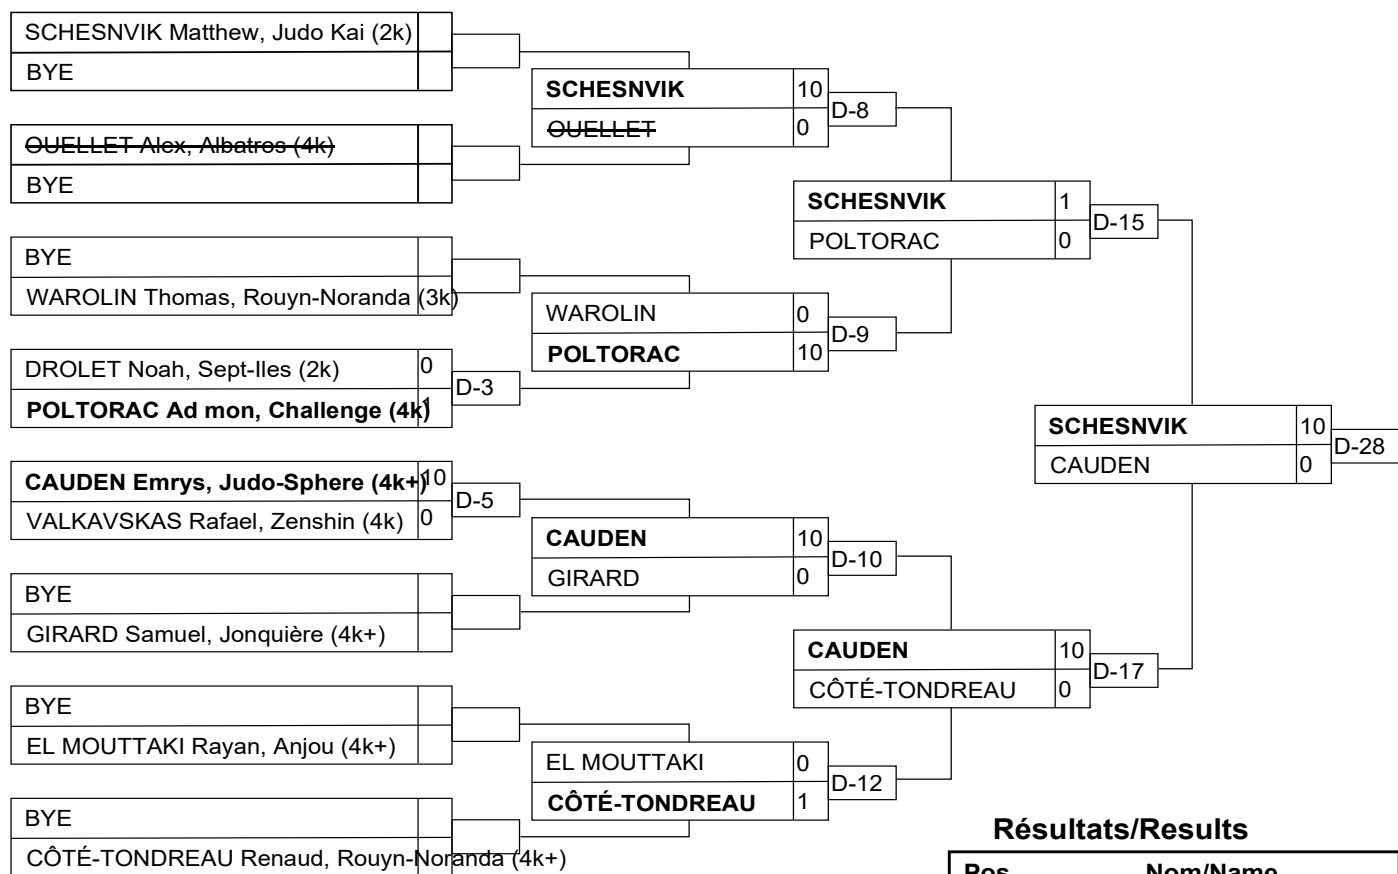 SCHESNVIK Matthew, Judo Kai (2k)
BYE
OUELLET Alex, Albatros (4k)
BYE
BYE
WAROLIN Thomas, Rouyn-Noranda (3k)
DROLET Noah, Sept-Iles (2k) 0
POLTORAC Ad mon, Challenge (4k) 1
D-3
CAUDEN Emrys, Judo-Sphere (4k+) 10
VALKAVSKAS Rafael, Zenshin (4k) 0
D-5
BYE
GIRARD Samuel, Jonquière (4k+)
BYE
EL MOUTTAKI Rayan, Anjou (4k+)
BYE
CÔTÉ-TONDREAU Renaud, Rouyn-Noranda (4k+)
SCHESNVIK 10
OUELLET 0
D-8
WAROLIN 0
POLTORAC 10
D-9
CAUDEN 10
GIRARD 0
D-10
EL MOUTTAKI 0
CÔTÉ-TONDREAU 1
D-12
SCHESNVIK 1
POLTORAC 0
D-15
CAUDEN 10
CÔTÉ-TONDREAU 0
D-17
SCHESNVIK 10
CAUDEN 0
D-28
Résultats/Results
Pos Nom/Name